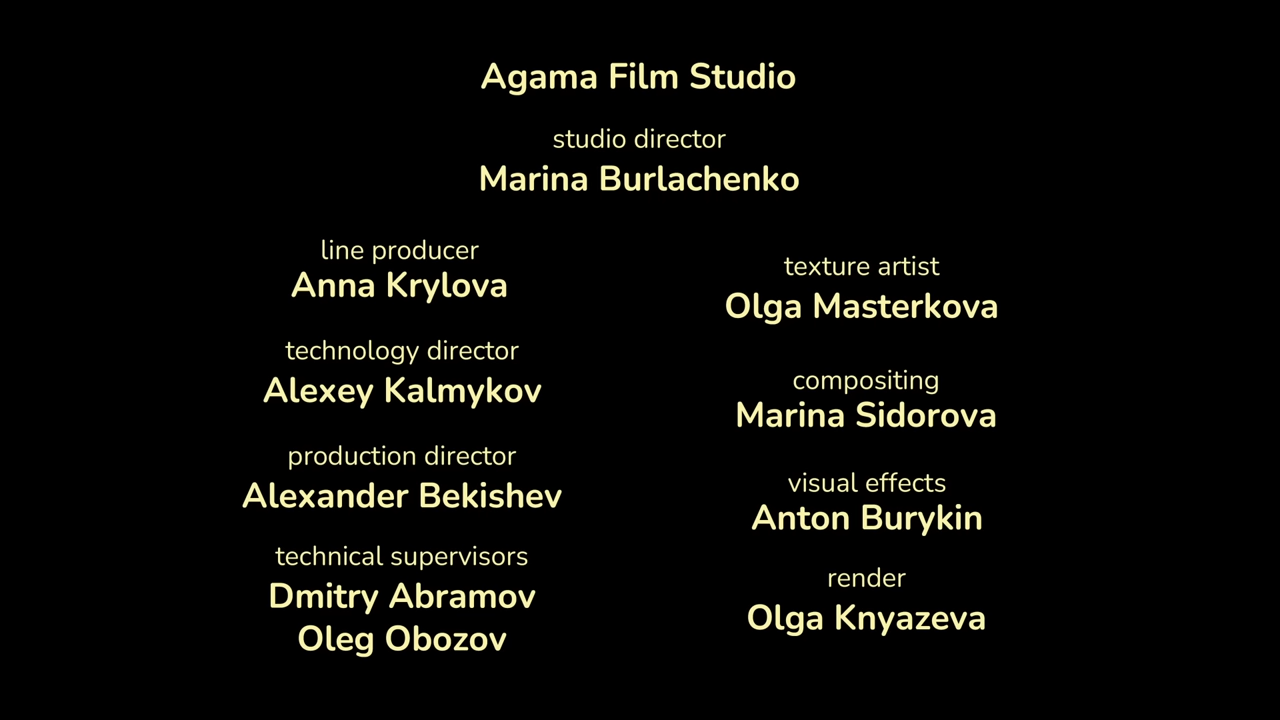 Agama Film Studio
studio director
Marina Burlachenko
line producer
Anna Krylova
technology director
Alexey Kalmykov
production director
Alexander Bekishev
technical supervisors
Dmitry Abramov
Oleg Obozov
texture artist
Olga Masterkova
compositing
Marina Sidorova
visual effects
Anton Burykin
render
Olga Knyazeva